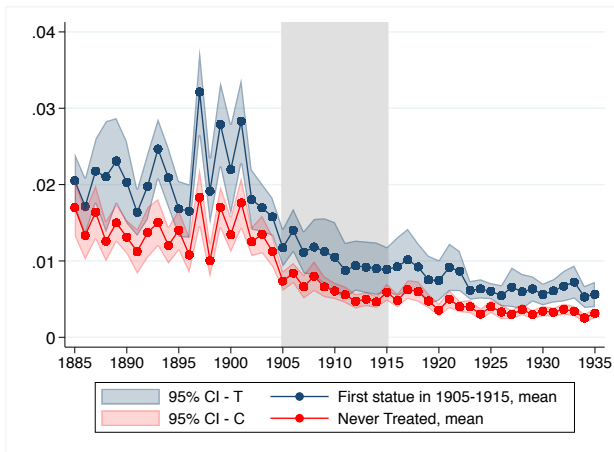 .04
.03
.02
.01
0
1885 1890 1895 1900 1905 1910 1915 1920 1925 1930 1935
95% CI - T First statue in 1905-1915, mean
95% CI - C Never Treated, mean